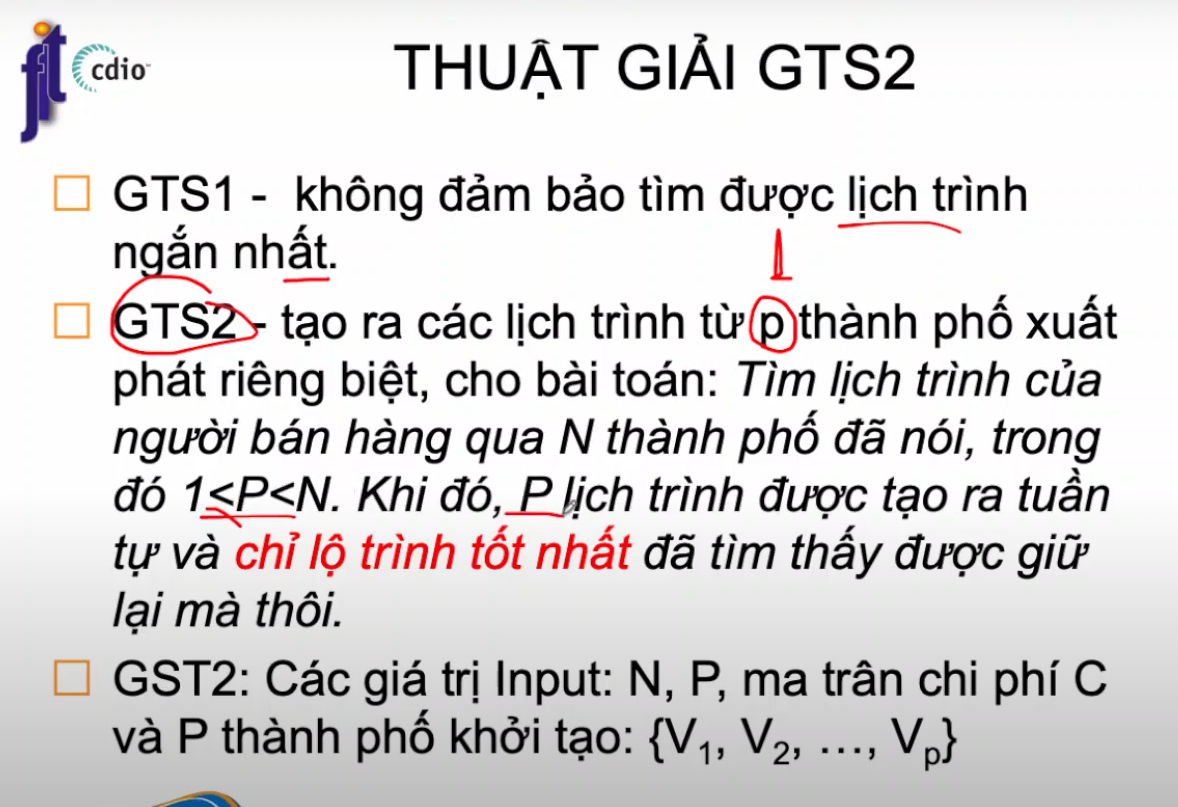 fit cdio
THUẬT GIẢI GTS2
GTS1 - không đảm bảo tìm được lịch trình
ngắn nhất.
1
GTS2 - tạo ra các lịch trình từ p thành phố xuất
phát riêng biệt, cho bài toán: Tìm lịch trình của
người bán hàng qua N thành phố đã nói, trong
đó 1<P<N. Khi đó, P lịch trình được tạo ra tuần
tự và chỉ lộ trình tốt nhất đã tìm thấy được giữ
lại mà thôi.
GST2: Các giá trị Input: N, P, ma trân chi phí C
và P thành phố khởi tạo: {V₁, V₂, …, Vₚ}